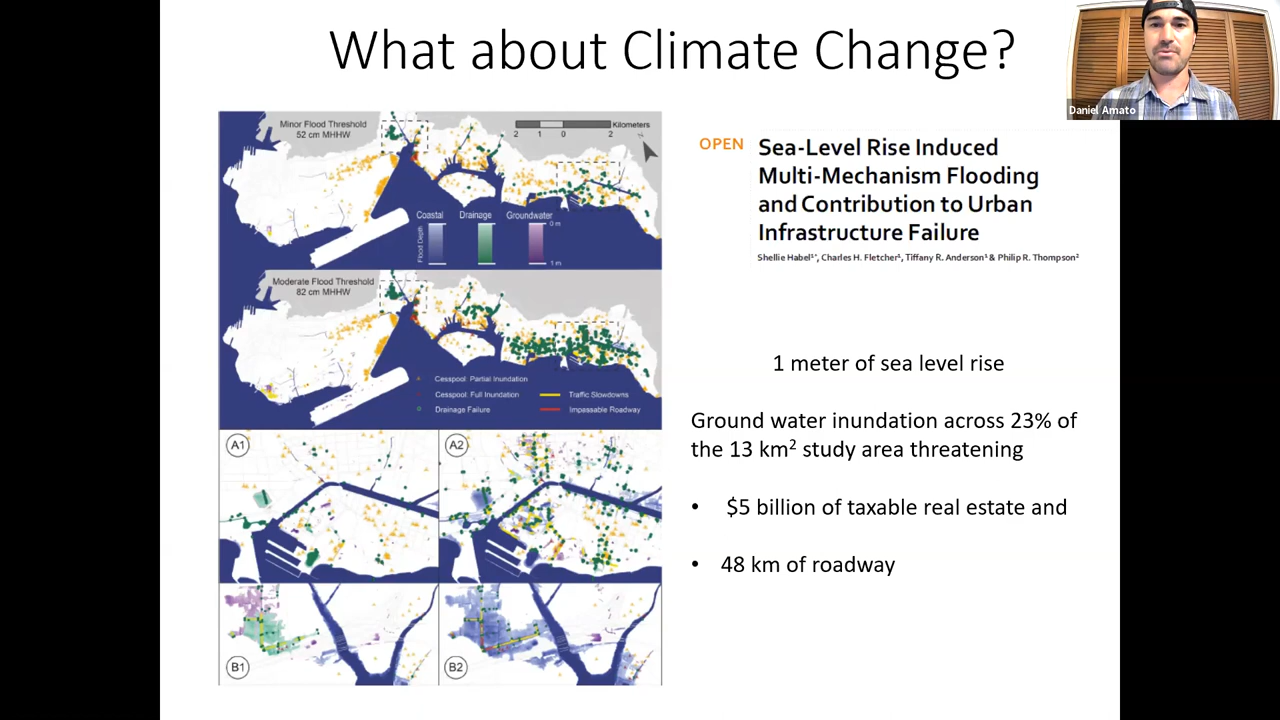 What about Climate Change?
Daniel Amato
Minor Flood Threshold
52 cm MHHW
Kilometers
2 1 0 2
N
Coastal Drainage Groundwater
Flood Depth
0 m
1 m
Moderate Flood Threshold
82 cm MHHW
Cesspool: Partial Inundation
Cesspool: Full Inundation
Drainage Failure
Traffic Slowdowns
Impassable Roadway
A1
A2
B1
B2
OPEN
Sea-Level Rise Induced
Multi-Mechanism Flooding
and Contribution to Urban
Infrastructure Failure
Shellie Habel¹*, Charles H. Fletcher¹, Tiffany R. Anderson¹ & Philip R. Thompson²
1 meter of sea level rise
Ground water inundation across 23% of
the 13 km² study area threatening
• $5 billion of taxable real estate and
• 48 km of roadway